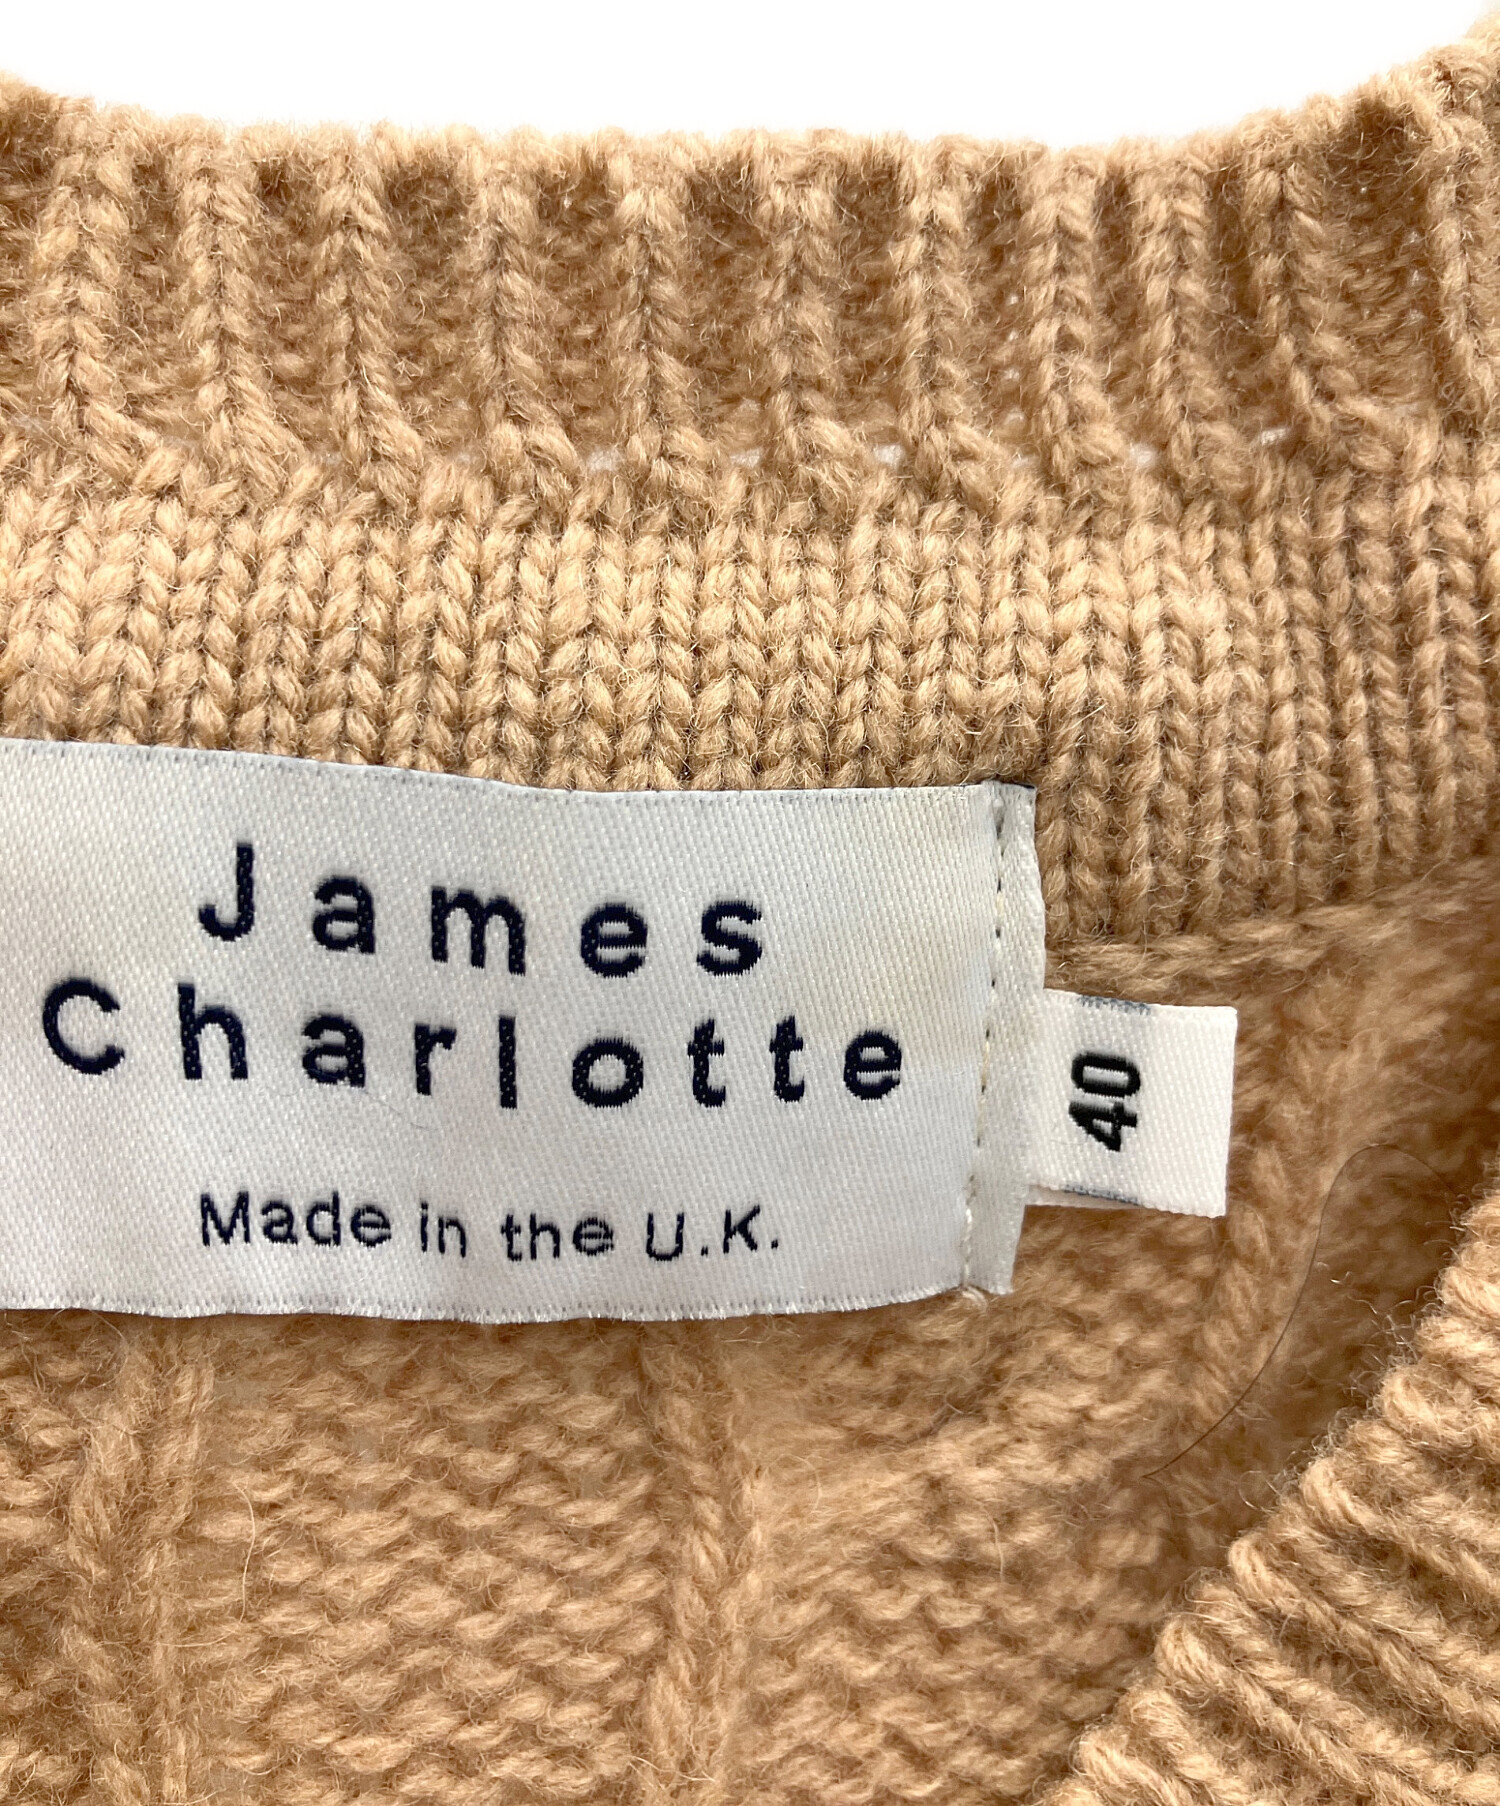 James
Charlotte
Made in the U.K.
40